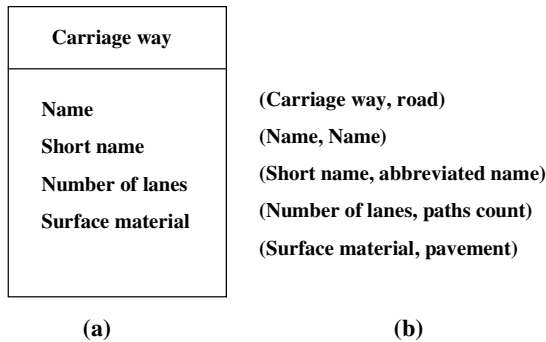 Carriage way
Name
Short name
Number of lanes
Surface material
(a)
(Carriage way, road)
(Name, Name)
(Short name, abbreviated name)
(Number of lanes, paths count)
(Surface material, pavement)
(b)